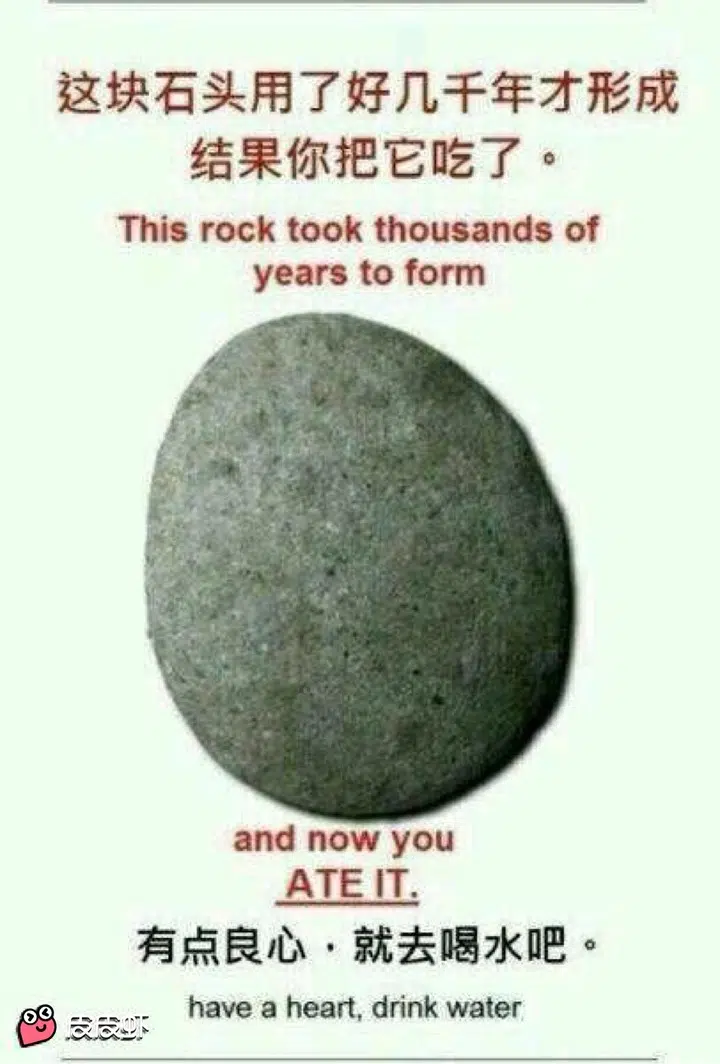 这块石头用了好几千年才形成
结果你把它吃了。
This rock took thousands of
years to form
and now you
ATE IT.
有点良心·就去喝水吧。
have a heart, drink water
皮皮虾